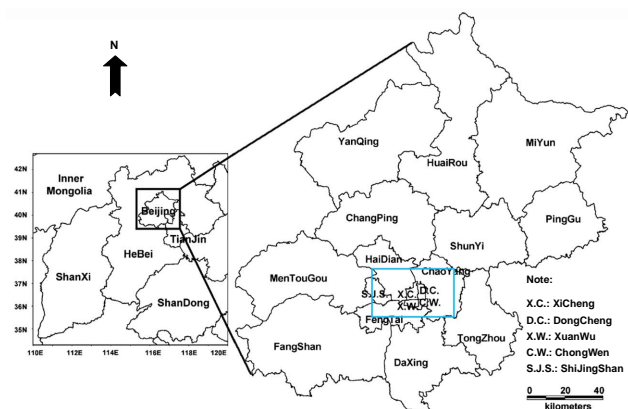 N
YanQing
HuaiRou
MiYun
ChangPing
PingGu
ShunYi
HaiDian
ChaoYang
MenTouGou
S.J.S.
X.C.
D.C.
X.W.
C.W.
FengTai
FangShan
DaXing
TongZhou
42N
41N
40N
39N
38N
37N
36N
35N
Inner
Mongolia
Beijing
TianJin
HeBei
ShanXi
ShanDong
110E 112E 114E 116E 118E 120E
Note:
X.C.: XiCheng
D.C.: DongCheng
X.W.: XuanWu
C.W.: ChongWen
S.J.S.: ShiJingShan
0 20 40
kilometers